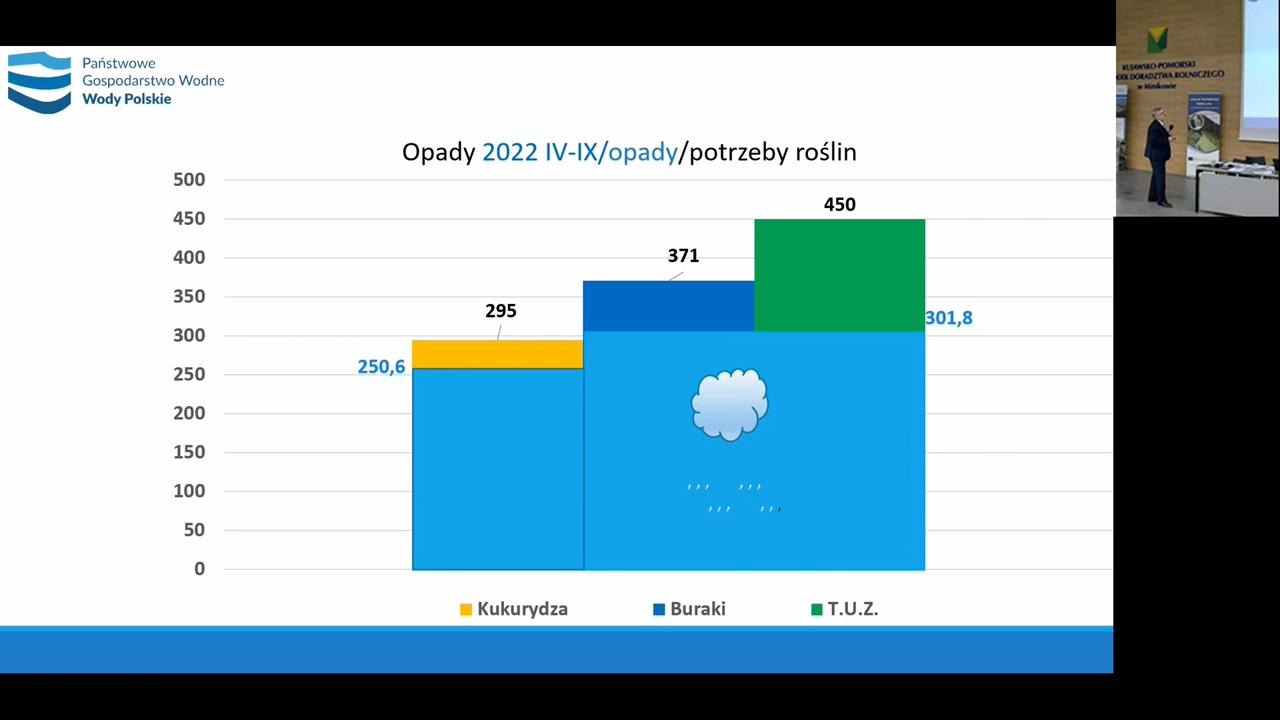 Państwowe
Gospodarstwo Wodne
Wody Polskie
Opady 2022 IV-IX/opady/potrzeby roślin
500
450
400
350
300
250
200
150
100
50
0
295
371
450
250,6
301,8
Kukurydza
Buraki
T.U.Z.
KUJAWSKO-POMORSKI
DEK DORADZTWA ROLNICZEGO
w Minikowie